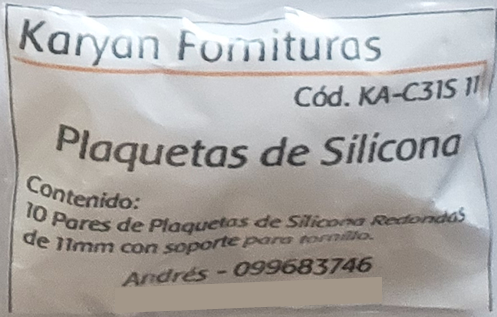 Karyan Fornituras
Cód. KA-C31S 11
Plaquetas de Silicona
Contenido:
10 Pares de Plaquetas de Silicona Redondas
de 11mm con soporte para tornillo.
Andrés - 099683746